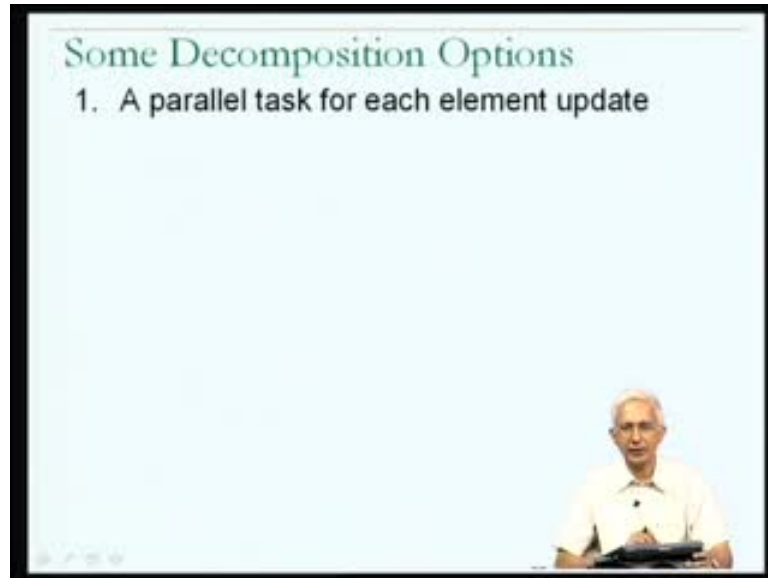 Some Decomposition Options
1. A parallel task for each element update